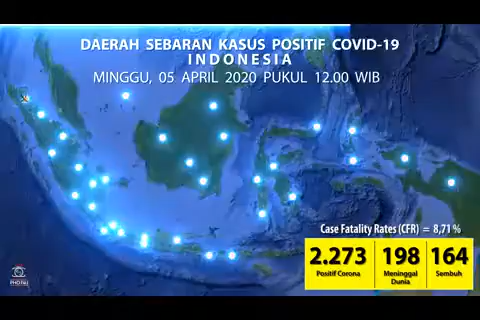 DAERAH SEBARAN KASUS POSITIF COVID-19
INDONESIA
MINGGU, 05 APRIL 2020 PUKUL 12.00 WIB
Case Fatality Rates (CFR) = 8,71 %
2.273 198 164
Positif Corona Meninggal Dunia Sembuh